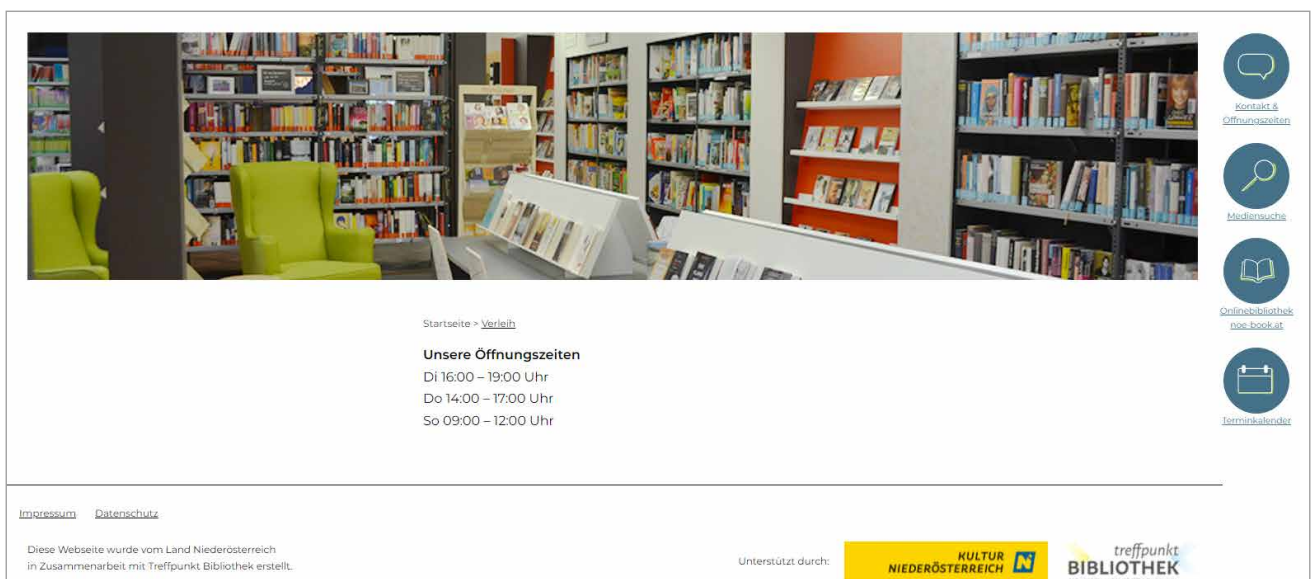 Kontakt &
Öffnungszeiten
Mediensuche
Onlinebibliothek
noe-book.at
Terminkalender
Startseite > Verleih
Unsere Öffnungszeiten
Di 16:00 – 19:00 Uhr
Do 14:00 – 17:00 Uhr
So 09:00 – 12:00 Uhr
Impressum Datenschutz
Diese Webseite wurde vom Land Niederösterreich
in Zusammenarbeit mit Treffpunkt Bibliothek erstellt.
Unterstützt durch:
KULTUR
NIEDERÖSTERREICH N
treffpunkt
BIBLIOTHEK